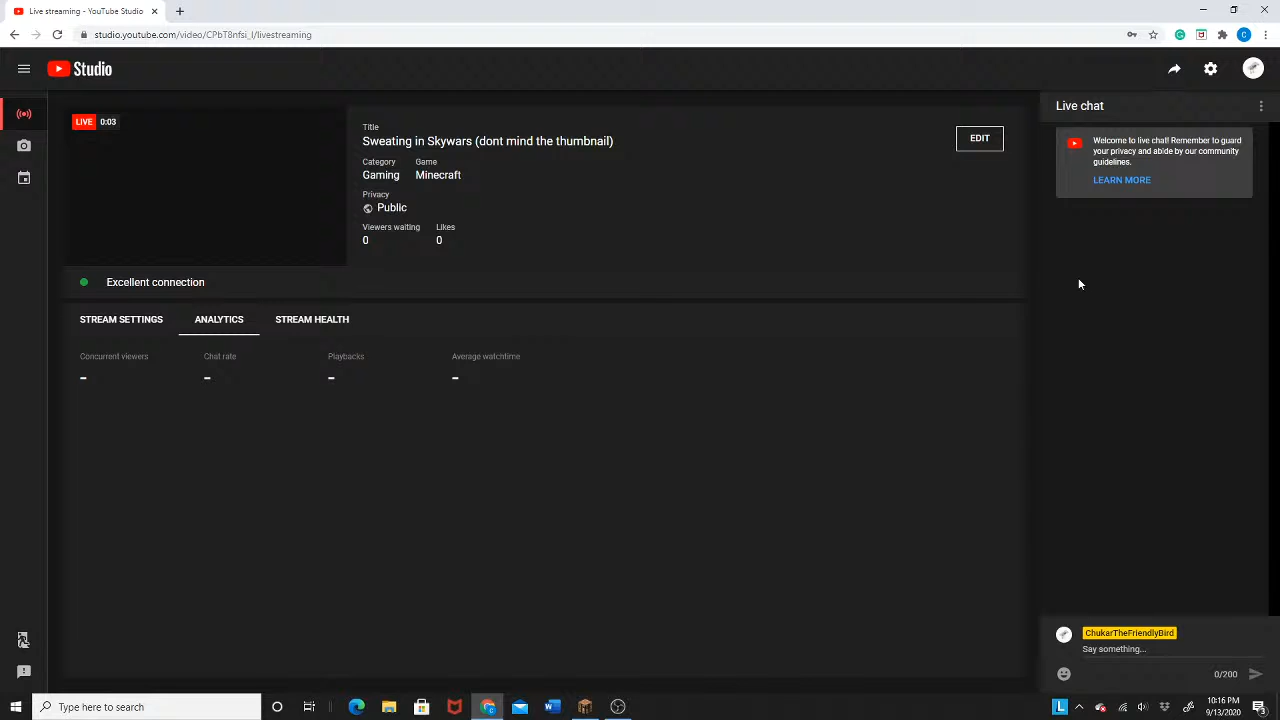 Live streaming - YouTube Studio
studio.youtube.com/video/CPbT8nfsi_I/livestreaming
Studio
LIVE 0:03
Title
Sweating in Skywars (dont mind the thumbnail)
EDIT
Category Game
Gaming Minecraft
Privacy
Public
Viewers waiting Likes
0 0
Excellent connection
STREAM SETTINGS ANALYTICS STREAM HEALTH
Concurrent viewers Chat rate Playbacks Average watchtime
– – – –
Live chat
Welcome to live chat! Remember to guard
your privacy and abide by our community
guidelines.
LEARN MORE
ChukarTheFriendlyBird
Say something...
0/200
Type here to search
10:16 PM
9/13/2020